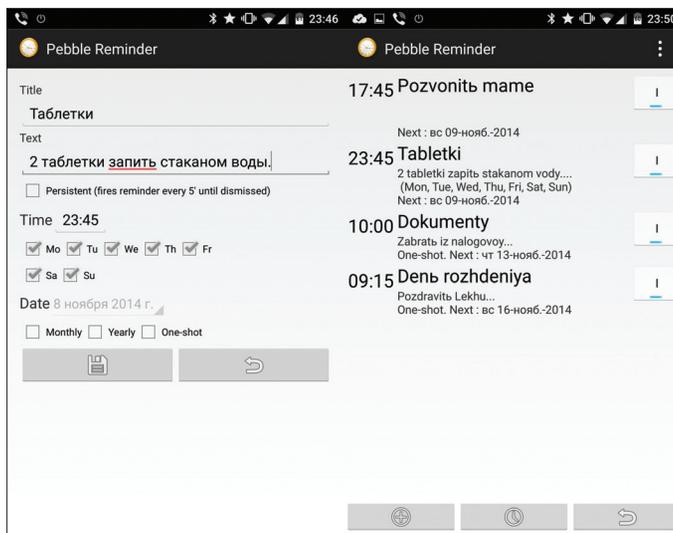 23:46
Pebble Reminder
Title
Таблетки
Text
2 таблетки запить стаканом воды.
Persistent (fires reminder every 5' until dismissed)
Time 23:45
Mo Tu We Th Fr
Sa Su
Date 8 ноября 2014 г.
Monthly Yearly One-shot
23:50
Pebble Reminder
17:45 Pozvonitь mame
Next : вс 09-нояб.-2014
23:45 Tabletki
2 tabletki zapitь stakanom vody....
(Mon, Tue, Wed, Thu, Fri, Sat, Sun)
Next : вс 09-нояб.-2014
10:00 Dokumenty
Zabratь iz nalogovoy...
One-shot. Next : чт 13-нояб.-2014
09:15 Denь rozhdeniya
Pozdravitь Lekhu...
One-shot. Next : вс 16-нояб.-2014